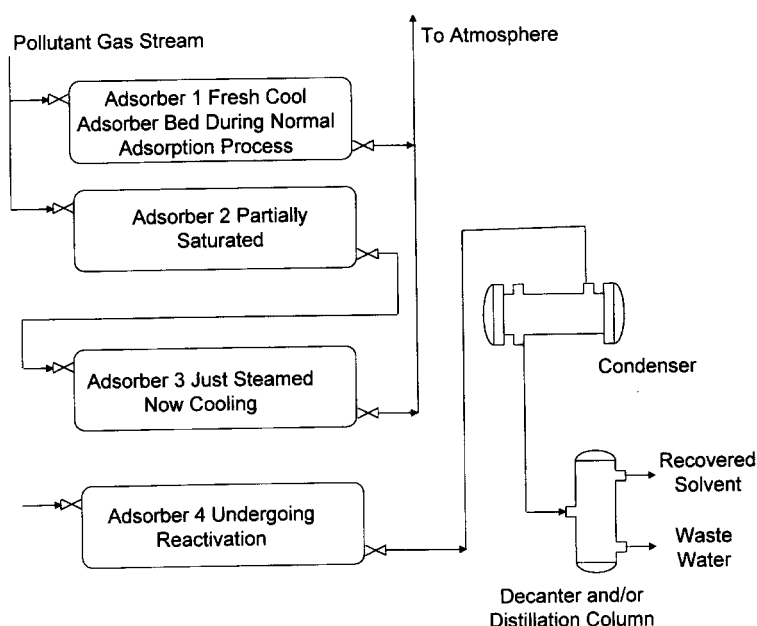 Pollutant Gas Stream
To Atmosphere
Adsorber 1 Fresh Cool
Adsorber Bed During Normal
Adsorption Process
Adsorber 2 Partially
Saturated
Adsorber 3 Just Steamed
Now Cooling
Condenser
Adsorber 4 Undergoing
Reactivation
Recovered
Solvent
Waste
Water
Decanter and/or
Distillation Column